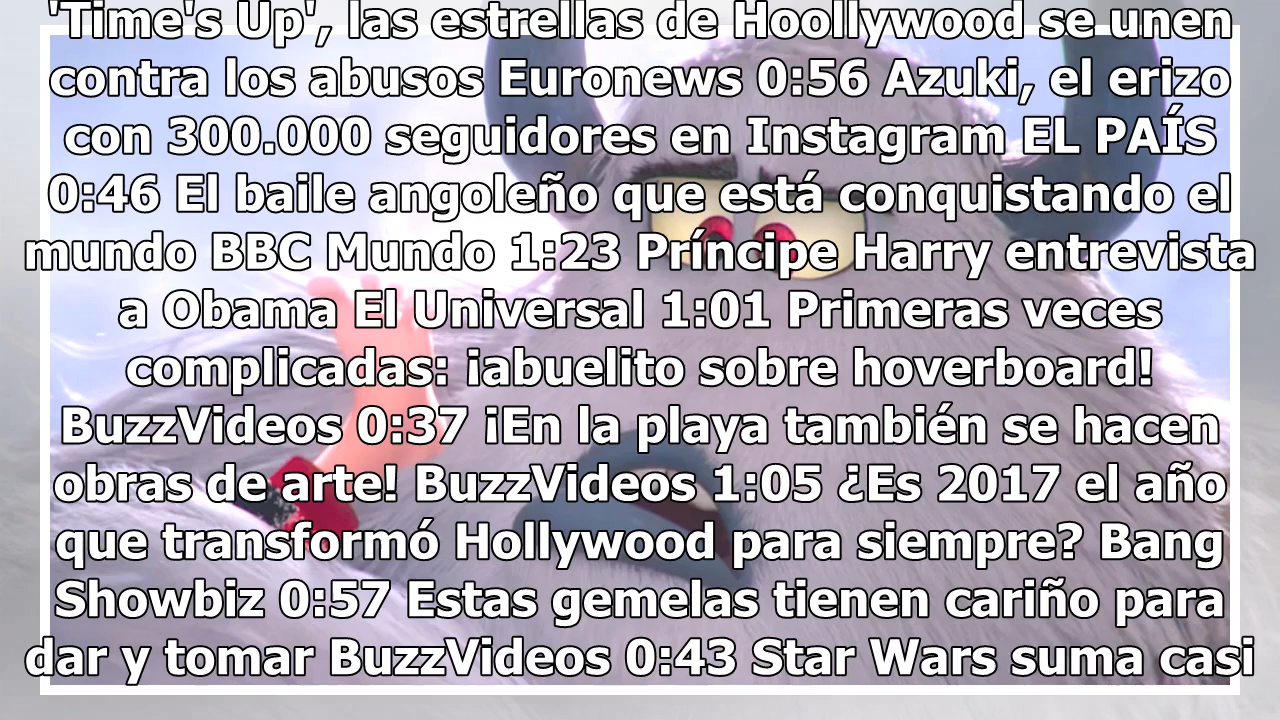 'Time's Up', las estrellas de Hoollywood se unen
contra los abusos Euronews 0:56 Azuki, el erizo
con 300.000 seguidores en Instagram EL PAÍS
0:46 El baile angoleño que está conquistando el
mundo BBC Mundo 1:23 Príncipe Harry entrevista
a Obama El Universal 1:01 Primeras veces
complicadas: ¡abuelito sobre hoverboard!
BuzzVideos 0:37 ¡En la playa también se hacen
obras de arte! BuzzVideos 1:05 ¿Es 2017 el año
que transformó Hollywood para siempre? Bang
Showbiz 0:57 Estas gemelas tienen cariño para
dar y tomar BuzzVideos 0:43 Star Wars suma casi